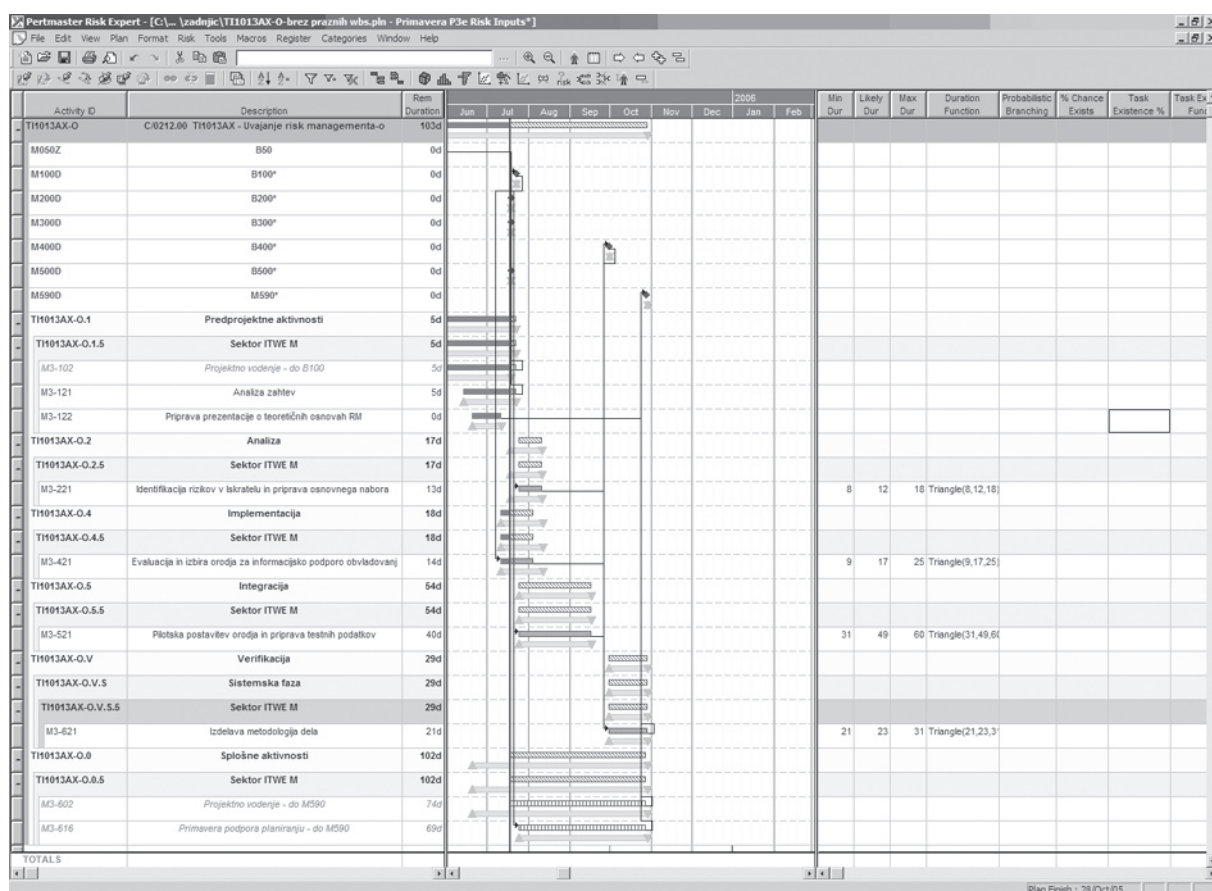 Pertmaster Risk Expert - [C:\... \zadnjic\TI1013AX-O-brez praznih wbs.pln - Primavera P3e Risk Inputs*]
File Edit View Plan Format Risk Tools Macros Register Categories Window Help
Activity ID Description Rem Duration Jun Jul Aug Sep Oct Nov Dec 2006 Jan Feb Min Dur Likely Dur Max Dur Duration Function Probabilistic Branching % Chance Exists Task Existence % Task Ex Func
TI1013AX-O C/0212.00 TI1013AX - Uvajanje risk managementa-o 103d
M050Z B50 0d
M100D B100* 0d
M200D B200* 0d
M300D B300* 0d
M400D B400* 0d
M500D B500* 0d
M590D M590* 0d
TI1013AX-O.1 Predprojektne aktivnosti 5d
TI1013AX-O.1.5 Sektor ITWE M 5d
M3-102 Projektno vodenje - do B100 5d
M3-121 Analiza zahtev 5d
M3-122 Priprava prezentacije o teoretičnih osnovah RM 0d
TI1013AX-O.2 Analiza 17d
TI1013AX-O.2.5 Sektor ITWE M 17d
M3-221 Identifikacija rizikov v Iskratelu in priprava osnovnega nabora 13d 8 12 18 Triangle(8,12,18)
TI1013AX-O.4 Implementacija 18d
TI1013AX-O.4.5 Sektor ITWE M 18d
M3-421 Evaluacija in izbira orodja za informacijsko podporo obvladovanj 14d 9 17 25 Triangle(9,17,25)
TI1013AX-O.5 Integracija 54d
TI1013AX-O.5.5 Sektor ITWE M 54d
M3-521 Pilotska postavitev orodja in priprava testnih podatkov 40d 31 49 60 Triangle(31,49,60
TI1013AX-O.V Verifikacija 29d
TI1013AX-O.V.S Sistemska faza 29d
TI1013AX-O.V.S.5 Sektor ITWE M 29d
M3-621 Izdelava metodologija dela 21d 21 23 31 Triangle(21,23,3
TI1013AX-O.0 Splošne aktivnosti 102d
TI1013AX-O.0.5 Sektor ITWE M 102d
M3-602 Projektno vodenje - do M590 74d
M3-616 Primavera podpora planiranju - do M590 69d
TOTALS
Plan Finish : 28/Oct/05